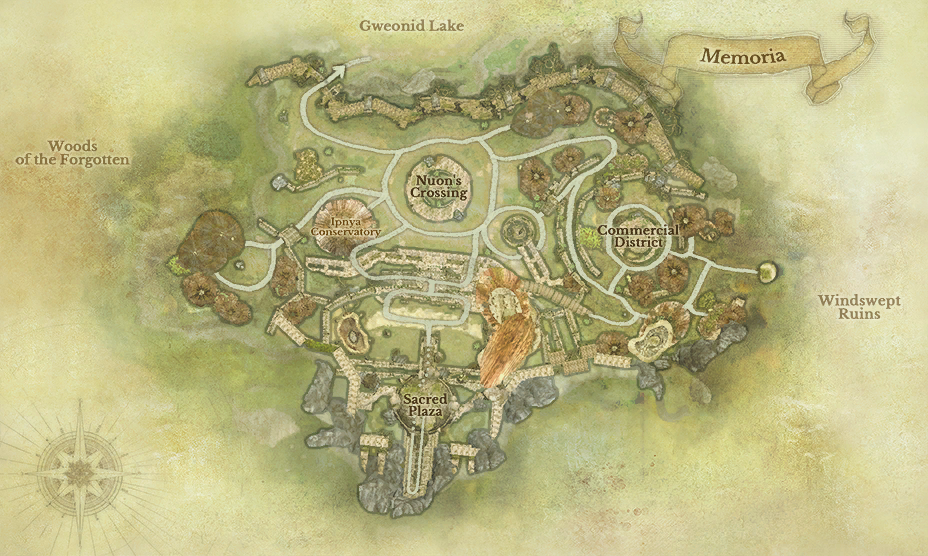 Gweonid Lake
Memoria
Woods
of the Forgotten
Nuon's
Crossing
Ipnya
Conservatory
Commercial
District
Windswept
Ruins
Sacred
Plaza